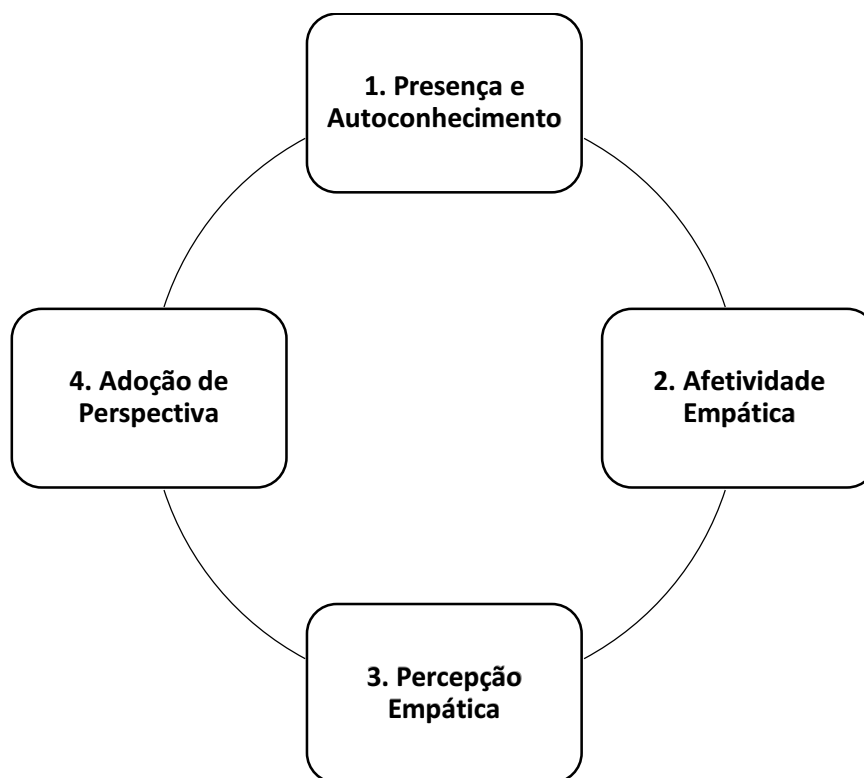 1. Presença e
Autoconhecimento
2. Afetividade
Empática
3. Percepção
Empática
4. Adoção de
Perspectiva